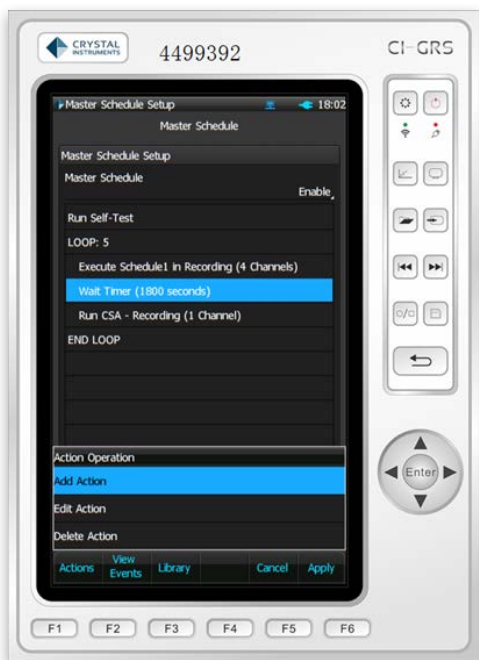 CRYSTAL
INSTRUMENTS
4499392
CI-GRS
Master Schedule Setup
18:02
Master Schedule
Master Schedule Setup
Master Schedule
Enable
Run Self-Test
LOOP: 5
Execute Schedule1 in Recording (4 Channels)
Wait Timer (1800 seconds)
Run CSA - Recording (1 Channel)
END LOOP
Action Operation
Add Action
Edit Action
Delete Action
Actions View Events Library Cancel Apply
Enter
F1 F2 F3 F4 F5 F6